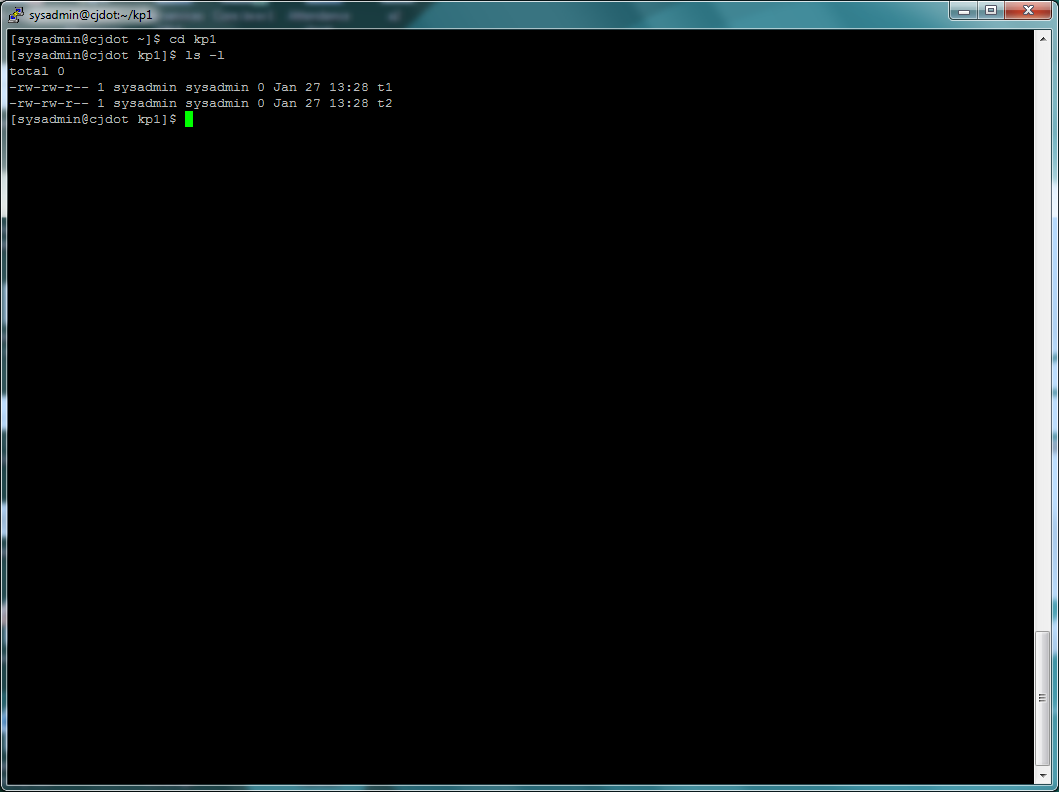 sysadmin@cjdot:~/kp1
[sysadmin@cjdot ~]$ cd kp1
[sysadmin@cjdot kp1]$ ls -l
total 0
-rw-rw-r-- 1 sysadmin sysadmin 0 Jan 27 13:28 t1
-rw-rw-r-- 1 sysadmin sysadmin 0 Jan 27 13:28 t2
[sysadmin@cjdot kp1]$